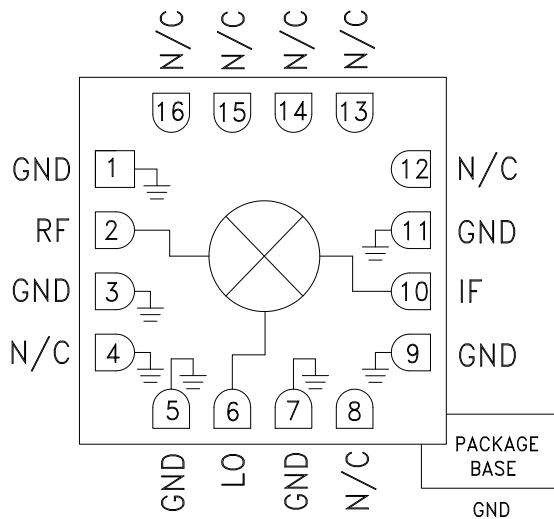 N/C N/C N/C N/C
16 15 14 13
GND 1
12 N/C
RF 2
11 GND
GND 3
10 IF
N/C 4
9 GND
5 6 7 8
GND LO GND N/C
PACKAGE
BASE
GND